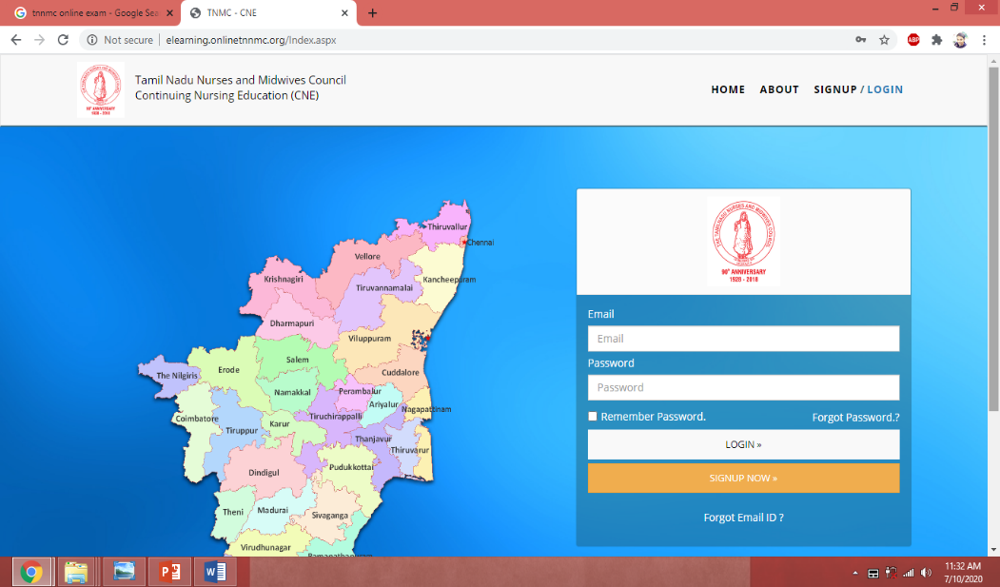 tnnmc online exam - Google Sea
TNMC - CNE
Not secure
elearning.onlinetnnmc.org/Index.aspx
ABP
Tamil Nadu Nurses and Midwives Council
Continuing Nursing Education (CNE)
HOME
ABOUT
SIGNUP / LOGIN
90th ANNIVERSARY
1926 - 2016
Thiruvallur
Chennai
Vellore
Kancheepuram
Krishnagiri
Tiruvannamalai
Dharmapuri
Viluppuram
Salem
Erode
The Nilgiris
Cuddalore
Namakkal
Perambalur
Ariyalur
Nagapattinam
Coimbatore
Tiruchirappalli
Karur
Tiruppur
Thanjavur
Thiruvarur
Pudukkottai
Dindigul
Theni
Madurai
Sivaganga
Virudhunagar
Ramanathapuram
Email
Email
Password
Password
Remember Password.
Forgot Password.?
LOGIN »
SIGNUP NOW »
Forgot Email ID ?
11:32 AM
7/10/2020